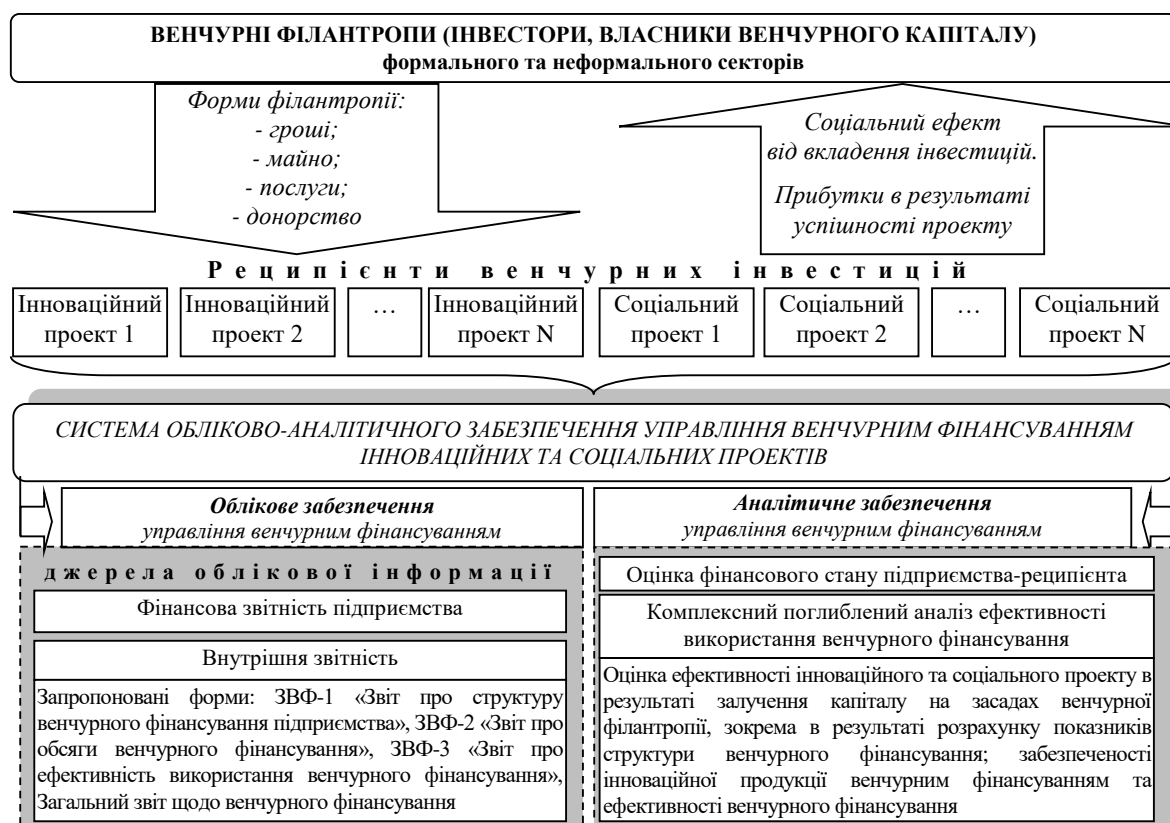 ВЕНЧУРНІ ФІЛАНТРОПИ (ІНВЕСТОРИ, ВЛАСНИКИ ВЕНЧУРНОГО КАПІТАЛУ)
формального та неформального секторів
Форми філантропії:
- гроші;
- майно;
- послуги;
- донорство
Соціальний ефект
від вкладення інвестицій.
Прибутки в результаті
успішності проекту
Реципієнти венчурних інвестицій
Інноваційний
проект 1
Інноваційний
проект 2
…
Інноваційний
проект N
Соціальний
проект 1
Соціальний
проект 2
…
Соціальний
проект N
СИСТЕМА ОБЛІКОВО-АНАЛІТИЧНОГО ЗАБЕЗПЕЧЕННЯ УПРАВЛІННЯ ВЕНЧУРНИМ ФІНАНСУВАННЯМ
ІННОВАЦІЙНИХ ТА СОЦІАЛЬНИХ ПРОЕКТІВ
Облікове забезпечення
управління венчурним фінансуванням
джерела облікової інформації
Фінансова звітність підприємства
Внутрішня звітність
Запропоновані форми: ЗВФ-1 «Звіт про структуру
венчурного фінансування підприємства», ЗВФ-2 «Звіт про
обсяги венчурного фінансування», ЗВФ-3 «Звіт про
ефективність використання венчурного фінансування»,
Загальний звіт щодо венчурного фінансування
Аналітичне забезпечення
управління венчурним фінансуванням
Оцінка фінансового стану підприємства-реципієнта
Комплексний поглиблений аналіз ефективності
використання венчурного фінансування
Оцінка ефективності інноваційного та соціального проекту в
результаті залучення капіталу на засадах венчурної
філантропії, зокрема в результаті розрахунку показників
структури венчурного фінансування; забезпеченості
інноваційної продукції венчурним фінансуванням та
ефективності венчурного фінансування